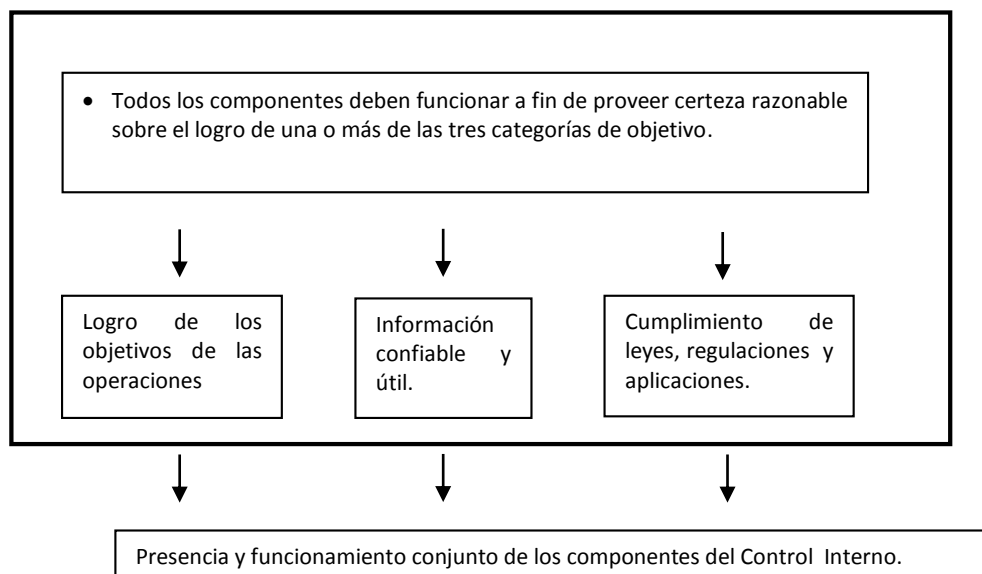 • Todos los componentes deben funcionar a fin de proveer certeza razonable
sobre el logro de una o más de las tres categorías de objetivo.
Logro de los
objetivos de las
operaciones
Información
confiable y
útil.
Cumplimiento de
leyes, regulaciones y
aplicaciones.
Presencia y funcionamiento conjunto de los componentes del Control Interno.